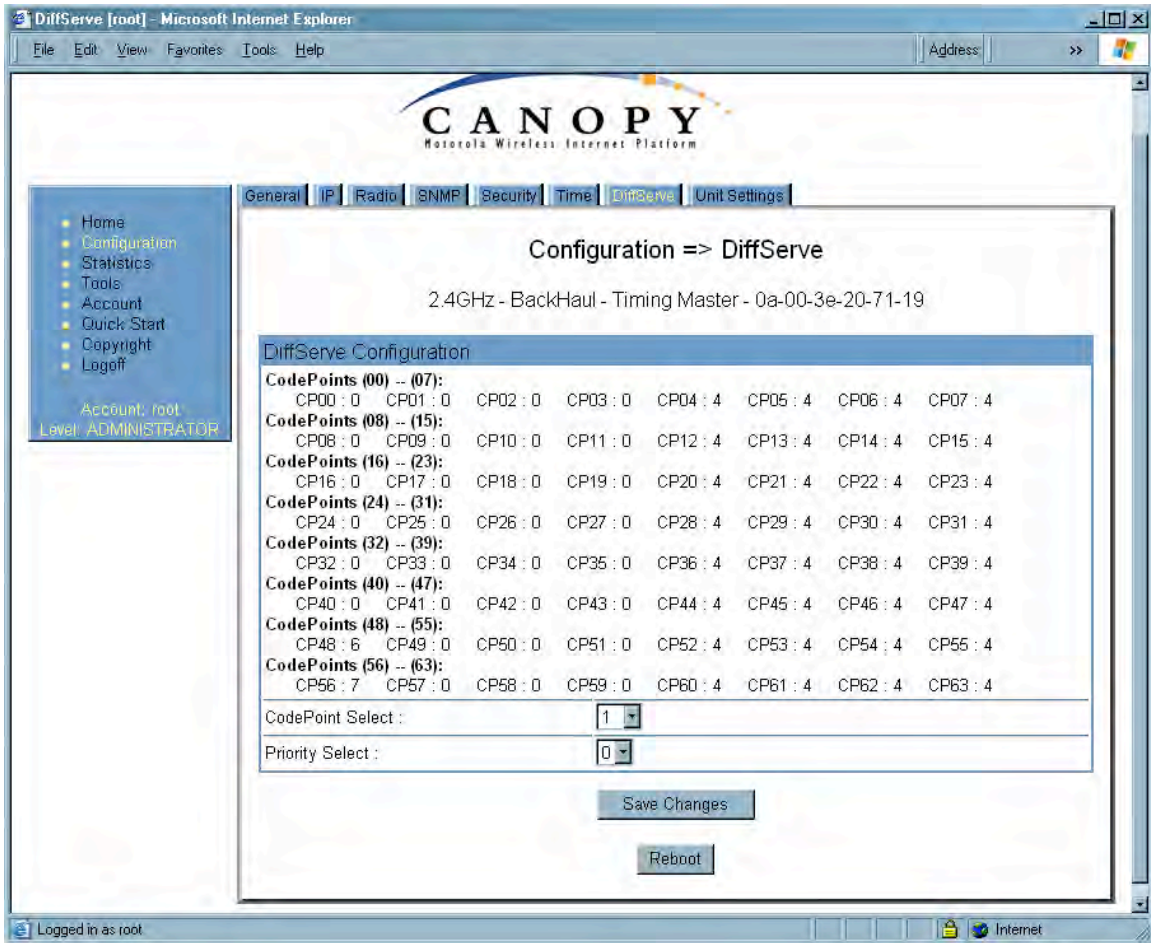 DiffServe [root] - Microsoft Internet Explorer
File Edit View Favorites Tools Help Address »
CANOPY
Motorola Wireless Internet Platform
General IP Radio SNMP Security Time DiffServe Unit Settings
Home
Configuration
Statistics
Tools
Account
Quick Start
Copyright
Logoff
Account: root
Level: ADMINISTRATOR
Configuration => DiffServe
2.4GHz - BackHaul - Timing Master - 0a-00-3e-20-71-19
DiffServe Configuration
CodePoints (00) -- (07):
CP00 : 0 CP01 : 0 CP02 : 0 CP03 : 0 CP04 : 4 CP05 : 4 CP06 : 4 CP07 : 4
CodePoints (08) -- (15):
CP08 : 0 CP09 : 0 CP10 : 0 CP11 : 0 CP12 : 4 CP13 : 4 CP14 : 4 CP15 : 4
CodePoints (16) -- (23):
CP16 : 0 CP17 : 0 CP18 : 0 CP19 : 0 CP20 : 4 CP21 : 4 CP22 : 4 CP23 : 4
CodePoints (24) -- (31):
CP24 : 0 CP25 : 0 CP26 : 0 CP27 : 0 CP28 : 4 CP29 : 4 CP30 : 4 CP31 : 4
CodePoints (32) -- (39):
CP32 : 0 CP33 : 0 CP34 : 0 CP35 : 0 CP36 : 4 CP37 : 4 CP38 : 4 CP39 : 4
CodePoints (40) -- (47):
CP40 : 0 CP41 : 0 CP42 : 0 CP43 : 0 CP44 : 4 CP45 : 4 CP46 : 4 CP47 : 4
CodePoints (48) -- (55):
CP48 : 6 CP49 : 0 CP50 : 0 CP51 : 0 CP52 : 4 CP53 : 4 CP54 : 4 CP55 : 4
CodePoints (56) -- (63):
CP56 : 7 CP57 : 0 CP58 : 0 CP59 : 0 CP60 : 4 CP61 : 4 CP62 : 4 CP63 : 4
CodePoint Select : 1
Priority Select : 0
Save Changes
Reboot
Logged in as root Internet